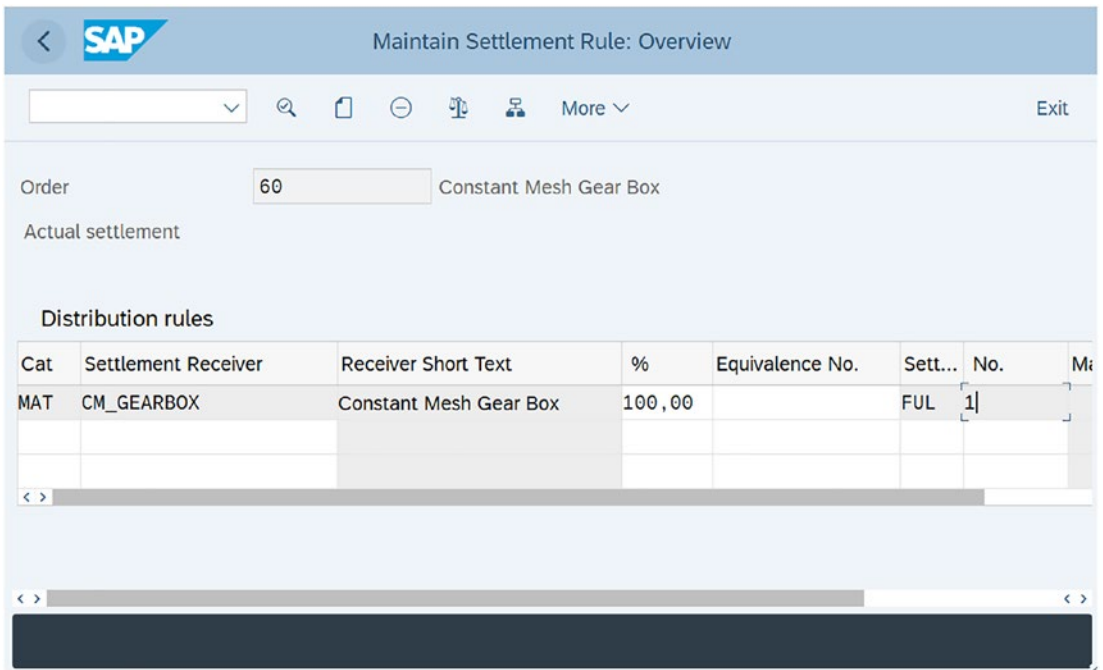 SAP Maintain Settlement Rule: Overview
More Exit
Order 60 Constant Mesh Gear Box
Actual settlement
Distribution rules
Cat Settlement Receiver Receiver Short Text % Equivalence No. Sett... No. Ma
MAT CM_GEARBOX Constant Mesh Gear Box 100,00 FUL 1